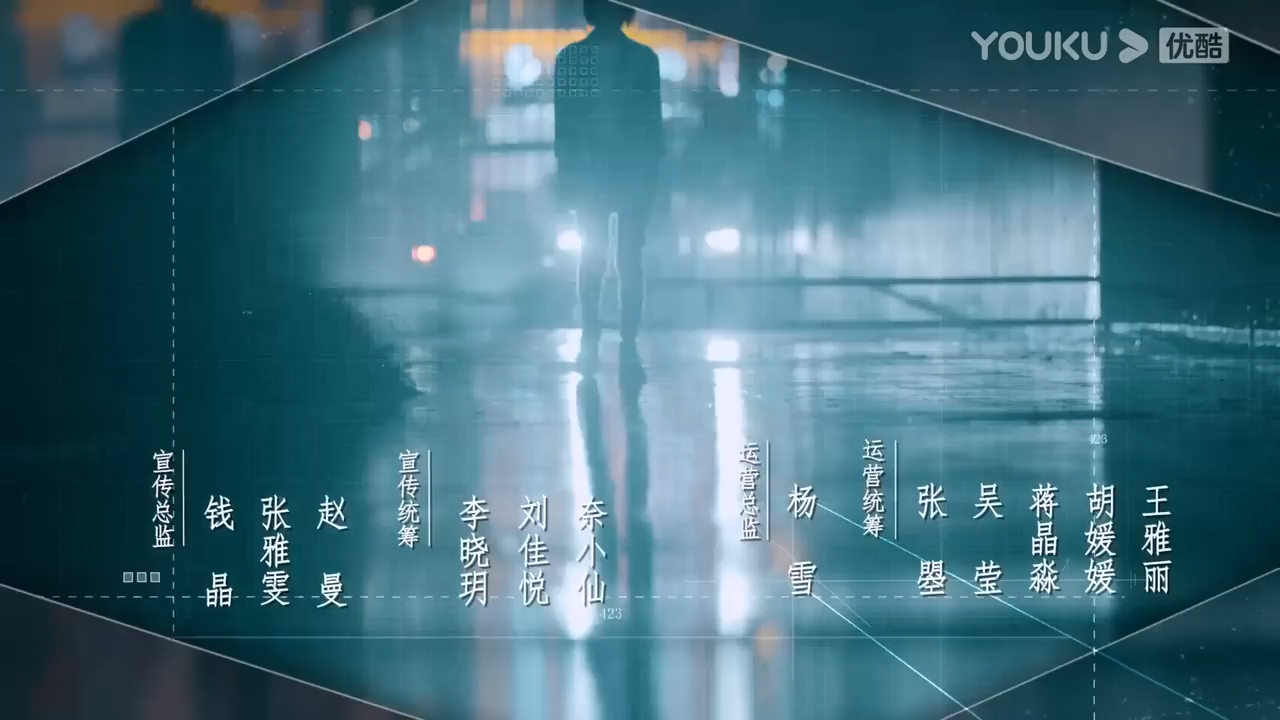 YOUKU 优酷
宣传总监
钱晶
张雅雯
赵曼
宣传统筹
李晓玥
刘佳悦
奈小仙
运营总监
杨雪
运营统筹
张曌
吴莹
蒋晶淼
胡媛媛
王雅丽
423
423